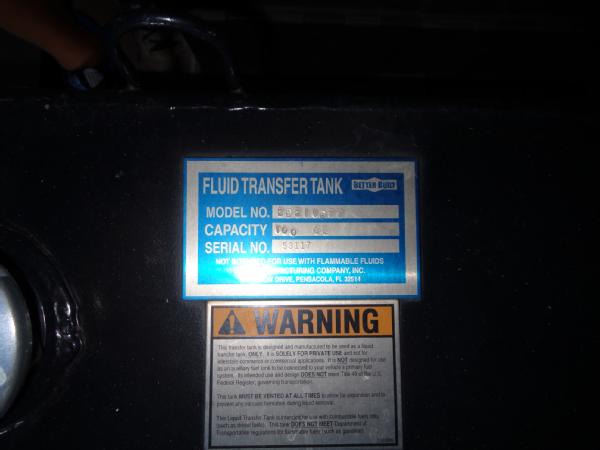 FLUID TRANSFER TANK BETTER BUILT
MODEL NO.
CAPACITY 100
SERIAL NO. 53117
NOT INTENDED FOR USE WITH FLAMMABLE FLUIDS
MANUFACTURING COMPANY, INC.
DRIVE, PENSACOLA, FL 32514
WARNING
This transfer tank is designed and manufactured to be used as a liquid
transfer tank ONLY. It is SOLELY FOR PRIVATE USE and not for
interstate commerce or commercial applications. It is NOT designed for use
as an auxiliary fuel tank to be connected to your vehicle's primary fuel
system. Its intended use and design DOES NOT meet Title 49 of the U.S.
Federal Register, governing transportation.
This tank MUST BE VENTED AT ALL TIMES to allow for expansion and to
prevent any vacuum formation during liquid removal.
This Liquid Transfer Tank is intended for use with combustible fuels only
(such as diesel fuels). This tank DOES NOT MEET Department of
Transportation regulations for flammable fuels (such as gasoline).